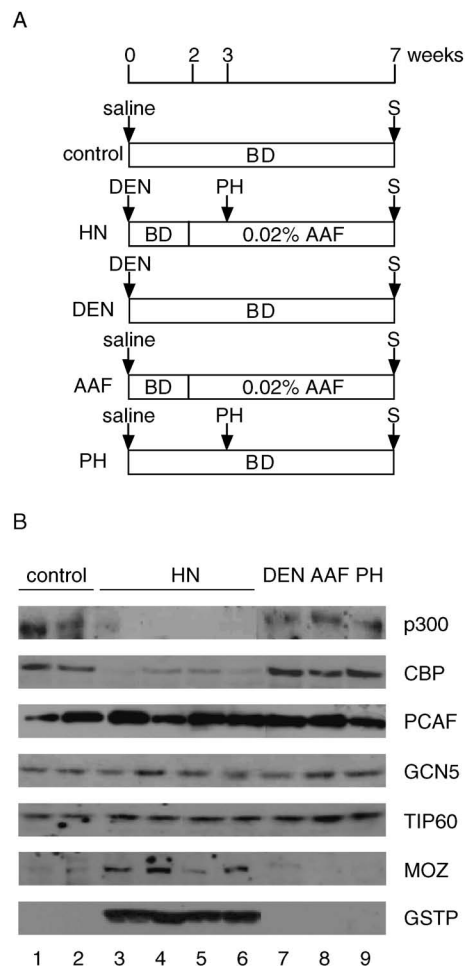 A
0 2 3 7 weeks
saline S
control BD
DEN PH S
HN BD 0.02% AAF
DEN S
DEN BD
saline S
AAF BD 0.02% AAF
saline PH S
PH BD
B
control HN DEN AAF PH
p300
CBP
PCAF
GCN5
TIP60
MOZ
GSTP
1 2 3 4 5 6 7 8 9